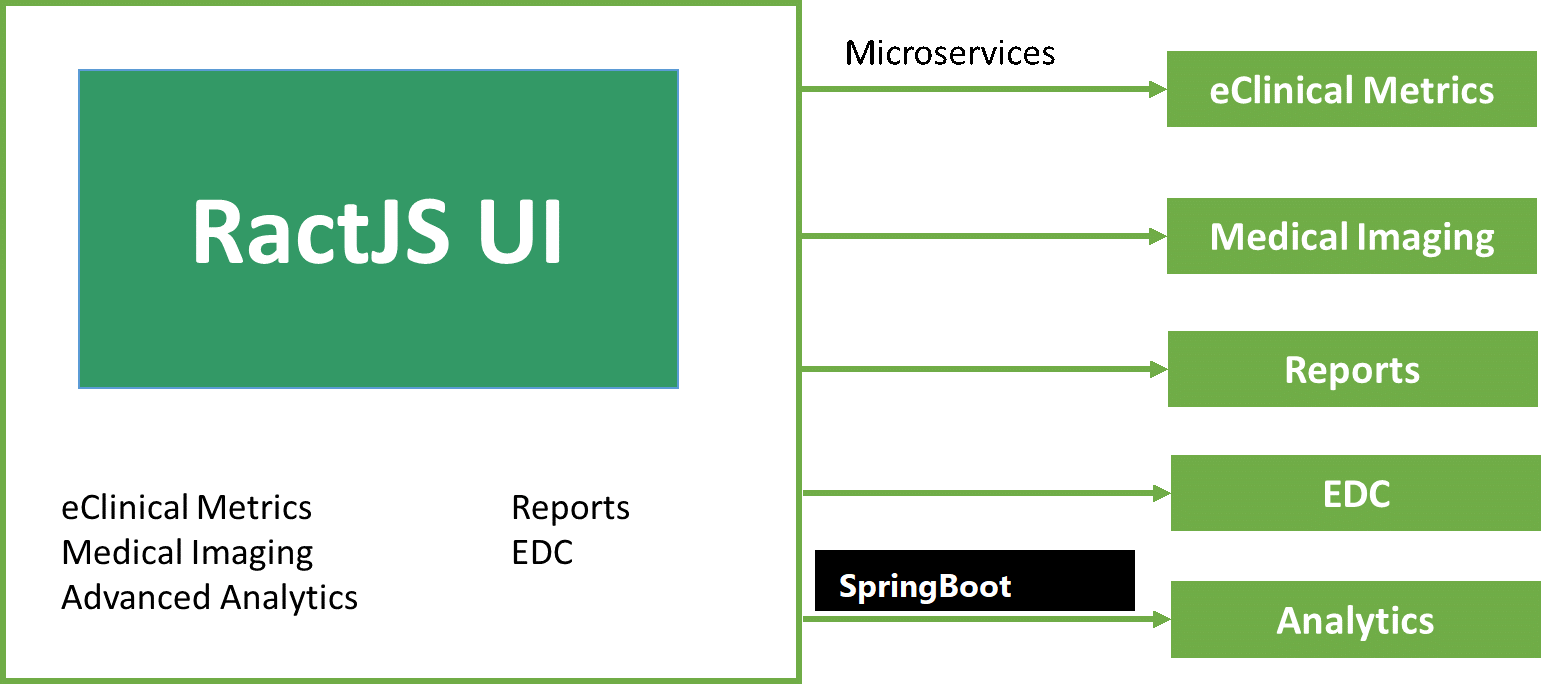 RactJS UI
eClinical Metrics
Medical Imaging
Advanced Analytics
Reports
EDC
Microservices
eClinical Metrics
Medical Imaging
Reports
EDC
SpringBoot
Analytics